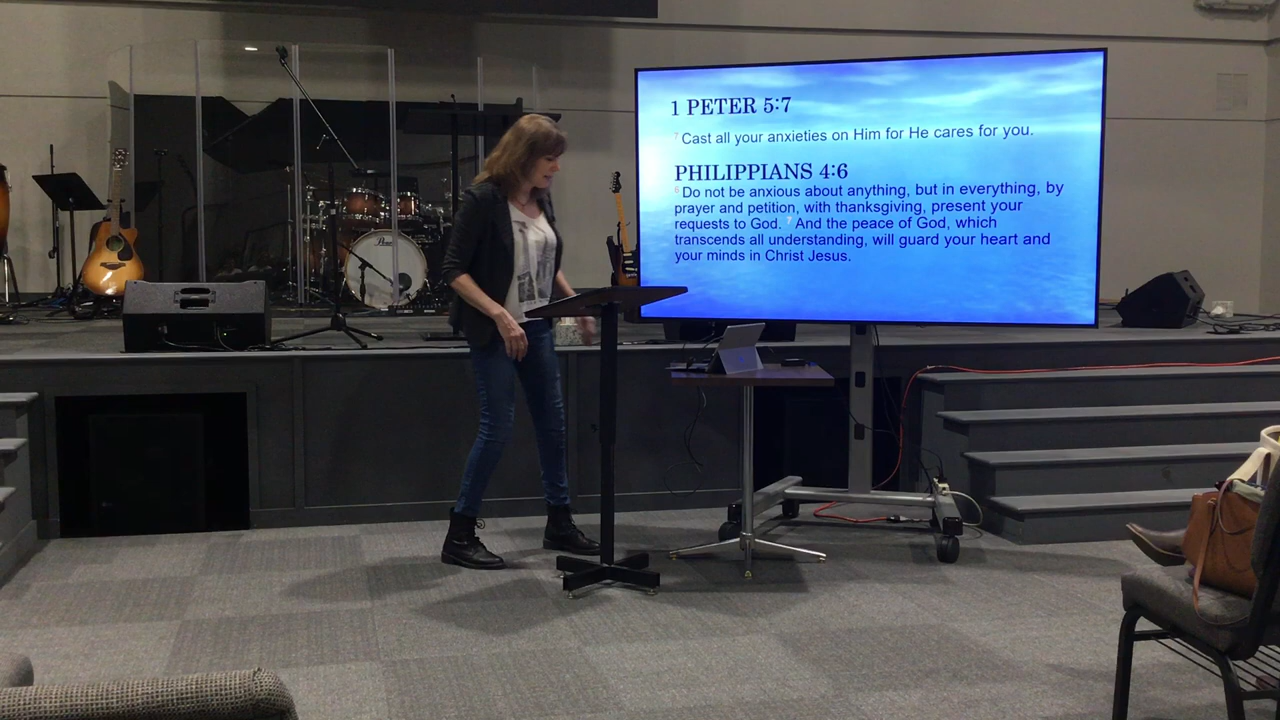 1 PETER 5:7
7 Cast all your anxieties on Him for He cares for you.
PHILIPPIANS 4:6
6 Do not be anxious about anything, but in everything, by
prayer and petition, with thanksgiving, present your
requests to God. 7 And the peace of God, which
transcends all understanding, will guard your heart and
your minds in Christ Jesus.